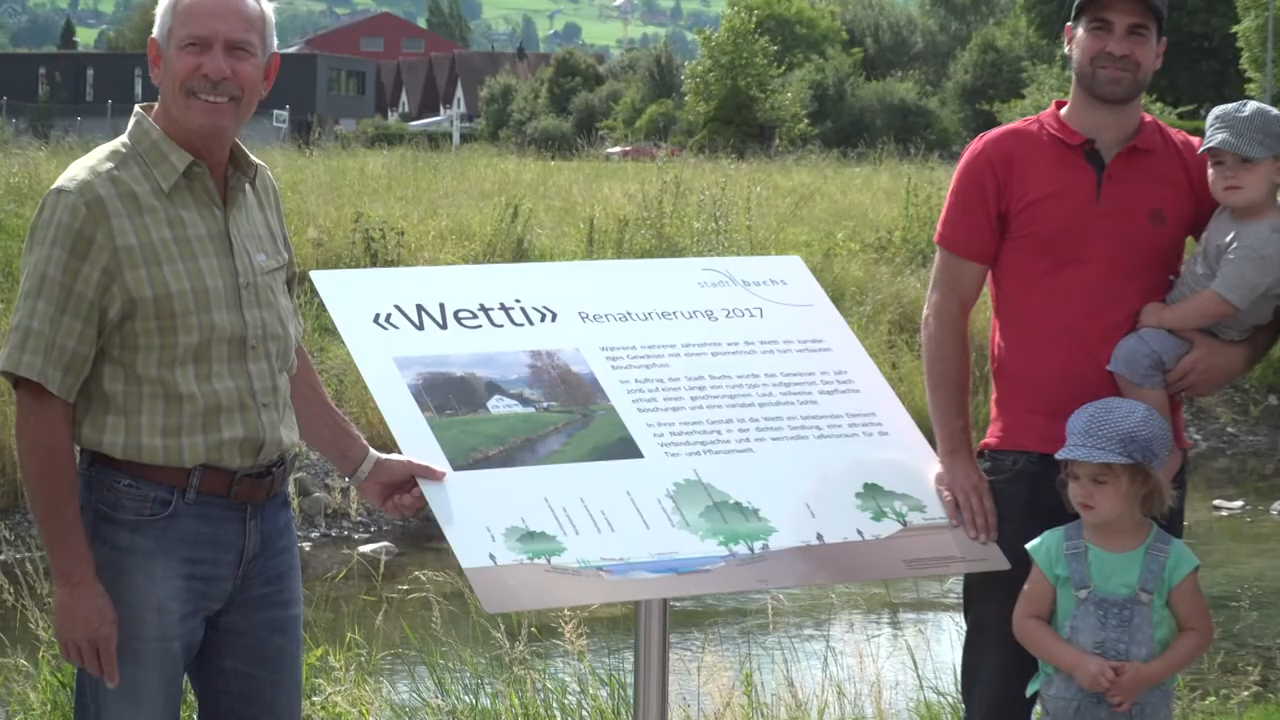 stadt buchs
«Wetti» Renaturierung 2017
Während mehrerer Jahrzehnte war die Wetti ein kanalar-
tiges Gewässer mit einem geometrisch und hart verbauten
Böschungsfuss.
Im Auftrag der Stadt Buchs wurde das Gewässer im Jahr
2016 auf einer Länge von rund 550 m aufgewertet. Der Bach
erhielt einen geschwungenen Lauf, teilweise abgeflachte
Böschungen und eine variabel gestaltete Sohle.
In ihrer neuen Gestalt ist die Wetti ein belebendes Element
zur Naherholung in der dichten Siedlung, eine attraktive
Verbindungsachse und ein wertvoller Lebensraum für die
Tier- und Pflanzenwelt.